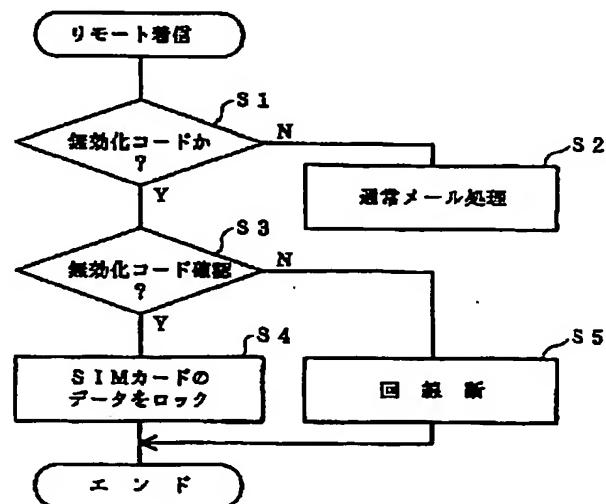 リモート着信
S1
無効化コードか
?
N
Y
S2
通常メール処理
S3
無効化コード確認
?
N
Y
S4
SIMカードの
データをロック
S5
回線断
エンド